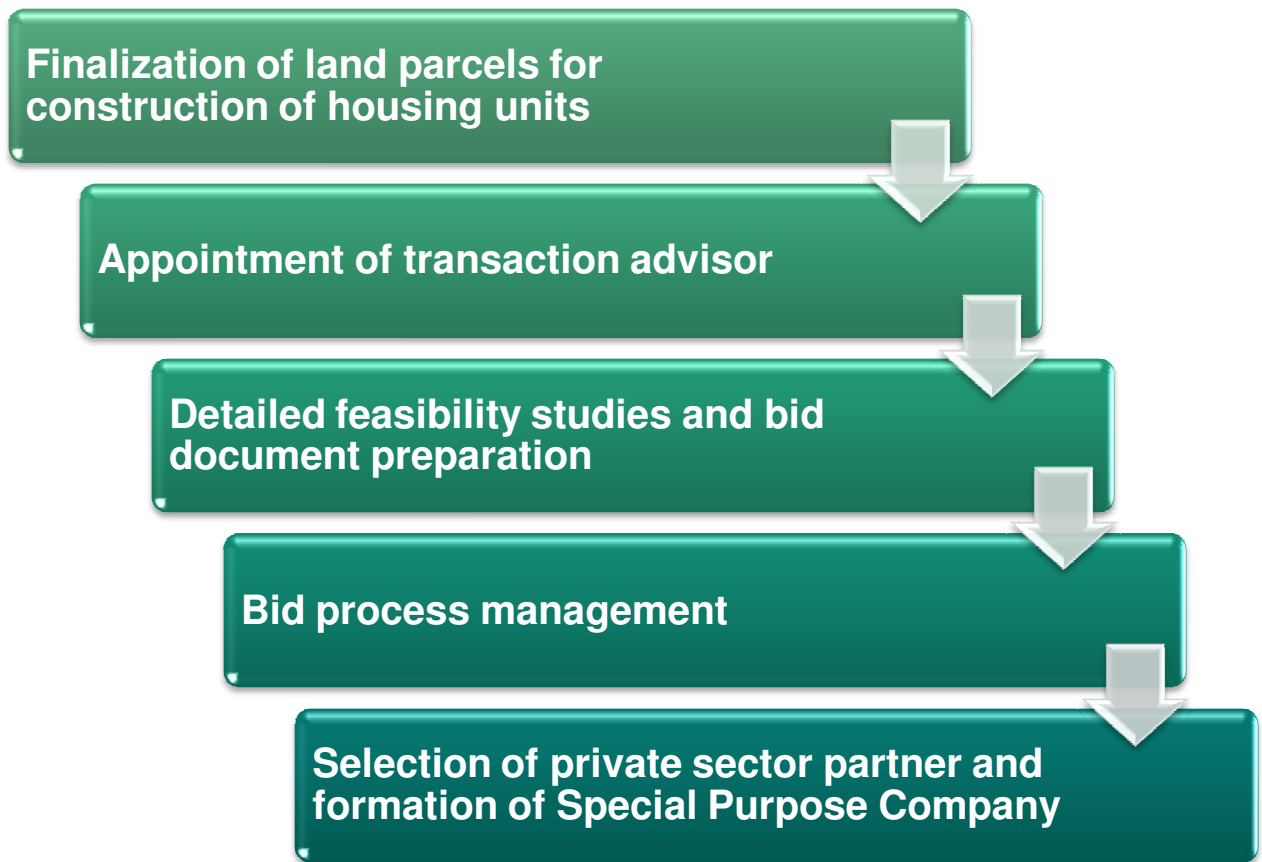 Finalization of land parcels for
construction of housing units
Appointment of transaction advisor
Detailed feasibility studies and bid
document preparation
Bid process management
Selection of private sector partner and
formation of Special Purpose Company